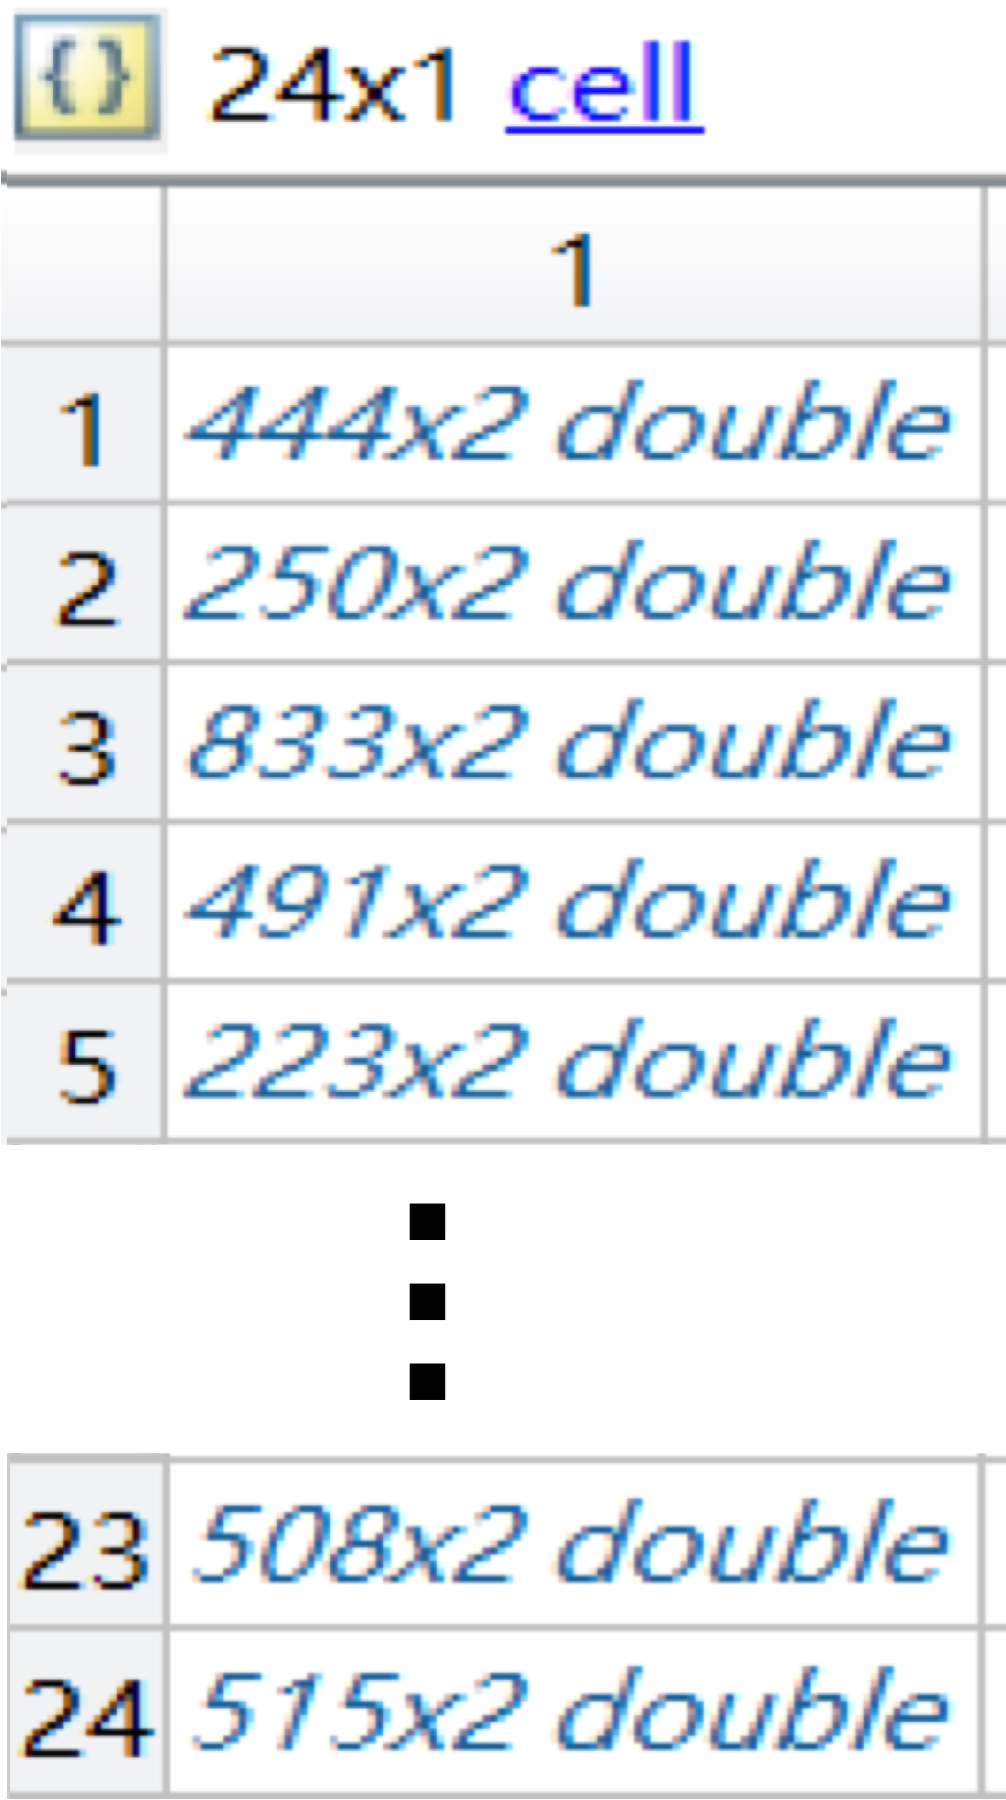 {} 24x1 cell
1
1 444x2 double
2 250x2 double
3 833x2 double
4 491x2 double
5 223x2 double
23 508x2 double
24 515x2 double